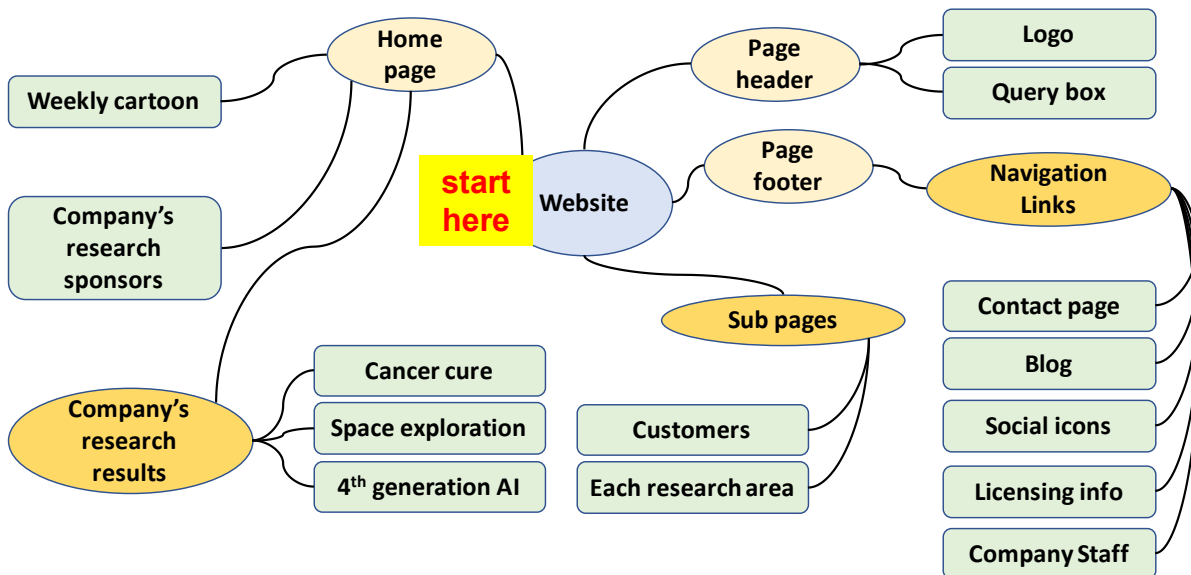 Home
page
Weekly cartoon
Company’s
research
sponsors
Company’s
research
results
Cancer cure
Space exploration
4th generation AI
start
here
Website
Page
header
Logo
Query box
Page
footer
Navigation
Links
Contact page
Blog
Social icons
Licensing info
Company Staff
Sub pages
Customers
Each research area